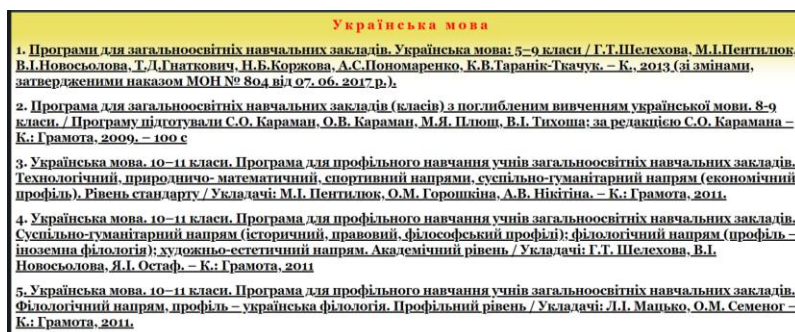 Українська мова
1. Програми для загальноосвітніх навчальних закладів. Українська мова: 5–9 класи / Г.Т.Шелехова, М.І.Пентилюк,
В.І.Новосьолова, Т.Д.Гнаткович, Н.Б.Коржова, А.С.Пономаренко, К.В.Таранік-Ткачук. – К., 2013 (зі змінами,
затвердженими наказом МОН № 804 від 07. 06. 2017 р.).
2. Програма для загальноосвітніх навчальних закладів (класів) з поглибленим вивченням української мови. 8-9
класи. / Програму підготували С.О. Караман, О.В. Караман, М.Я. Плющ, В.І. Тихоша; за редакцією С.О. Карамана –
К.: Грамота, 2009. – 100 с
3. Українська мова. 10–11 класи. Програма для профільного навчання учнів загальноосвітніх навчальних закладів.
Технологічний, природничо- математичний, спортивний напрями, суспільно-гуманітарний напрям (економічний
профіль). Рівень стандарту / Укладачі: М.І. Пентилюк, О.М. Горошкіна, А.В. Нікітіна. – К.: Грамота, 2011.
4. Українська мова. 10–11 класи. Програма для профільного навчання учнів загальноосвітніх навчальних закладів.
Суспільно-гуманітарний напрям (історичний, правовий, філософський профілі); філологічний напрям (профіль –
іноземна філологія); художньо-естетичний напрям. Академічний рівень / Укладачі: Г.Т. Шелехова, В.І.
Новосьолова, Я.І. Остаф. – К.: Грамота, 2011
5. Українська мова. 10–11 класи. Програма для профільного навчання учнів загальноосвітніх навчальних закладів.
Філологічний напрям, профіль – українська філологія. Профільний рівень / Укладачі: Л.І. Мацько, О.М. Семеног –
К.: Грамота, 2011.